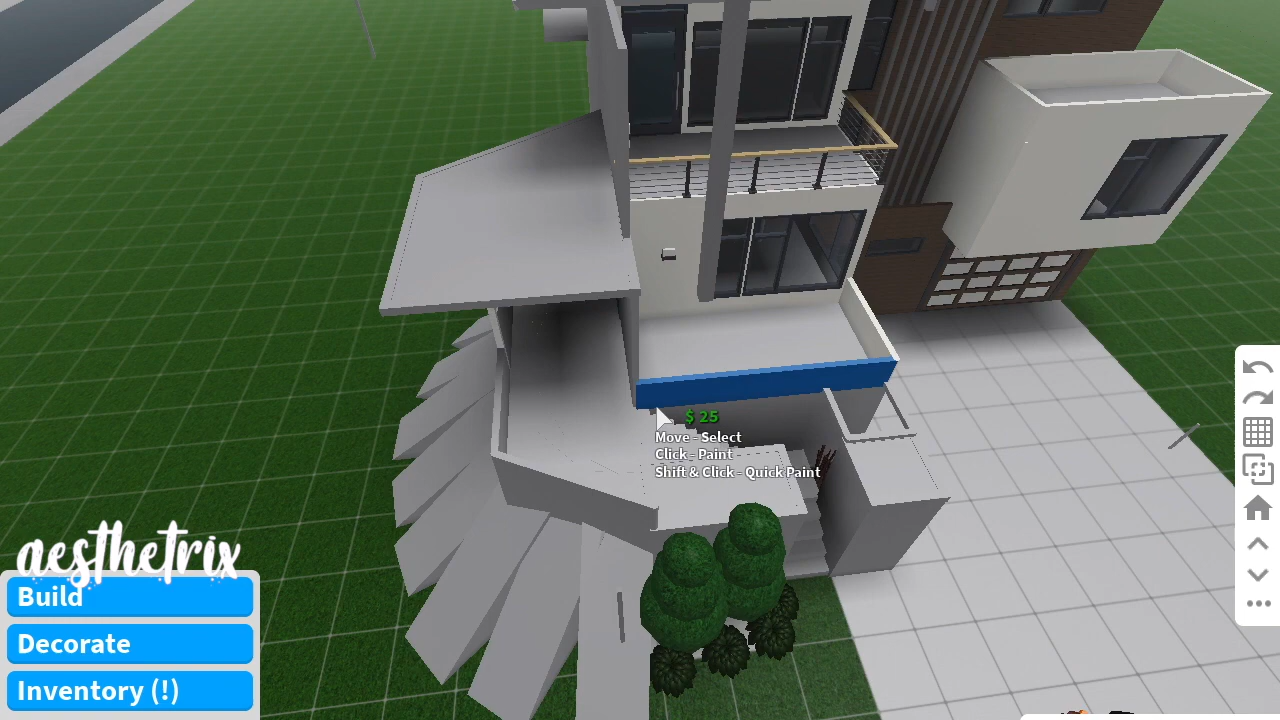 $ 25
Move - Select
Click - Paint
Shift & Click - Quick Paint
aesthetrix
Build
Decorate
Inventory (!)